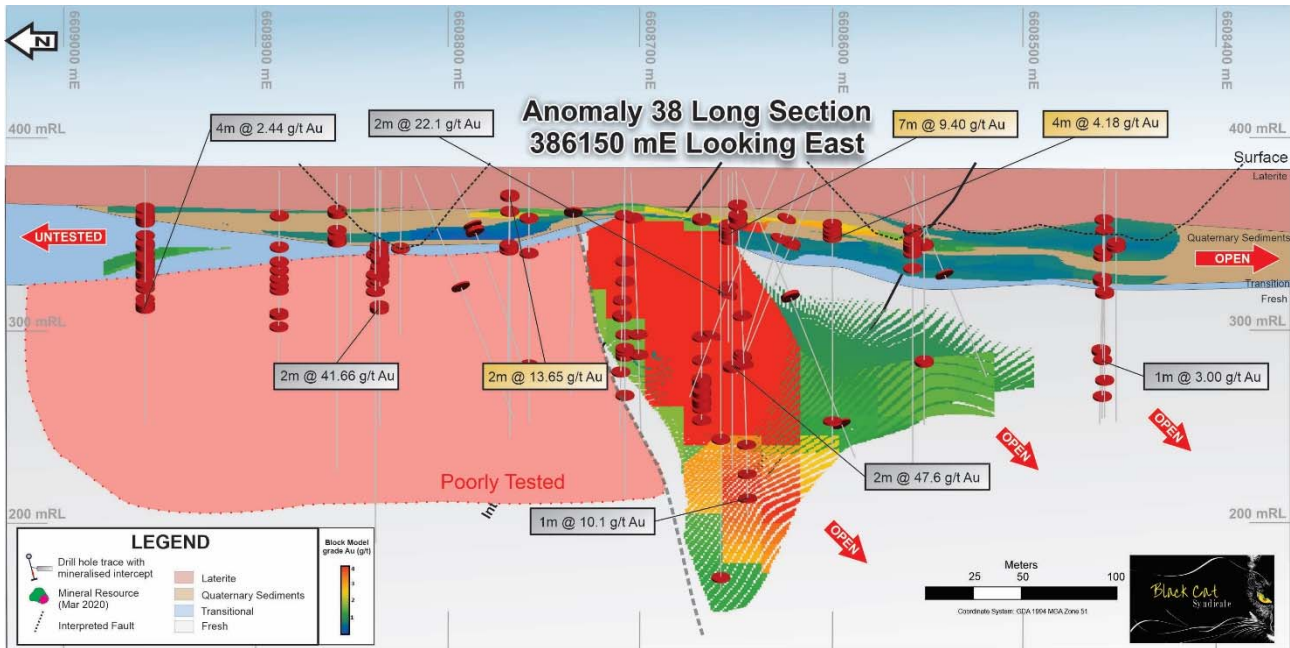 N
6609000 mE
6608900 mE
6608800 mE
6608700 mE
6608600 mE
6608500 mE
6608400 mE
Anomaly 38 Long Section
386150 mE Looking East
400 mRL
400 mRL
4m @ 2.44 g/t Au
2m @ 22.1 g/t Au
7m @ 9.40 g/t Au
4m @ 4.18 g/t Au
Surface
Laterite
UNTESTED
Quaternary Sediments
OPEN
Transition
Fresh
300 mRL
300 mRL
2m @ 41.66 g/t Au
2m @ 13.65 g/t Au
1m @ 3.00 g/t Au
OPEN
OPEN
Poorly Tested
2m @ 47.6 g/t Au
Int
1m @ 10.1 g/t Au
200 mRL
200 mRL
OPEN
LEGEND
Drill hole trace with
mineralised intercept
Mineral Resource
(Mar 2020)
Interpreted Fault
Laterite
Quaternary Sediments
Transitional
Fresh
Block Model
grade Au (g/t)
4
3
2
1
Meters
25 50 100
Coordinate System: GDA 1994 MGA Zone 51
Black Cat
Syndicate